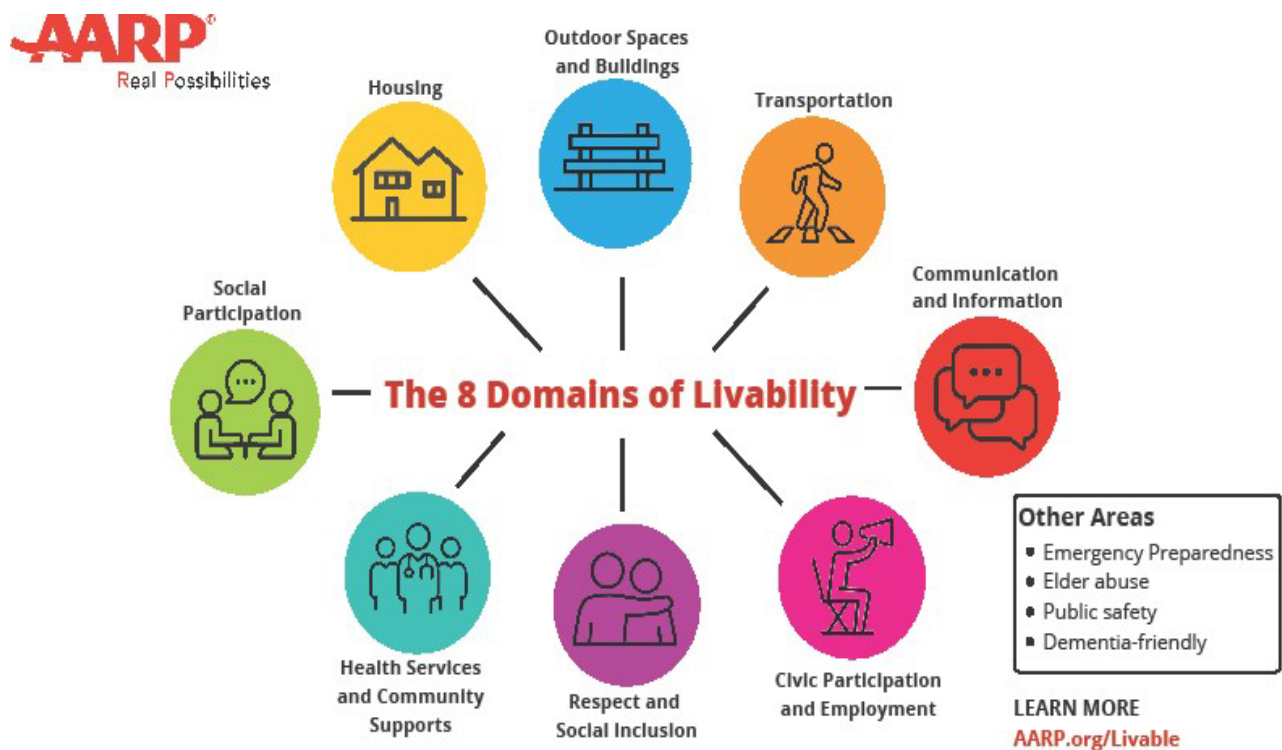 AARP®
Real Possibilities
Outdoor Spaces
and Buildings
Housing
Transportation
Communication
and Information
Social
Participation
The 8 Domains of Livability
Health Services
and Community
Supports
Respect and
Social Inclusion
Civic Participation
and Employment
Other Areas
▪ Emergency Preparedness
• Elder abuse
• Public safety
▪ Dementia-friendly
LEARN MORE
AARP.org/Livable